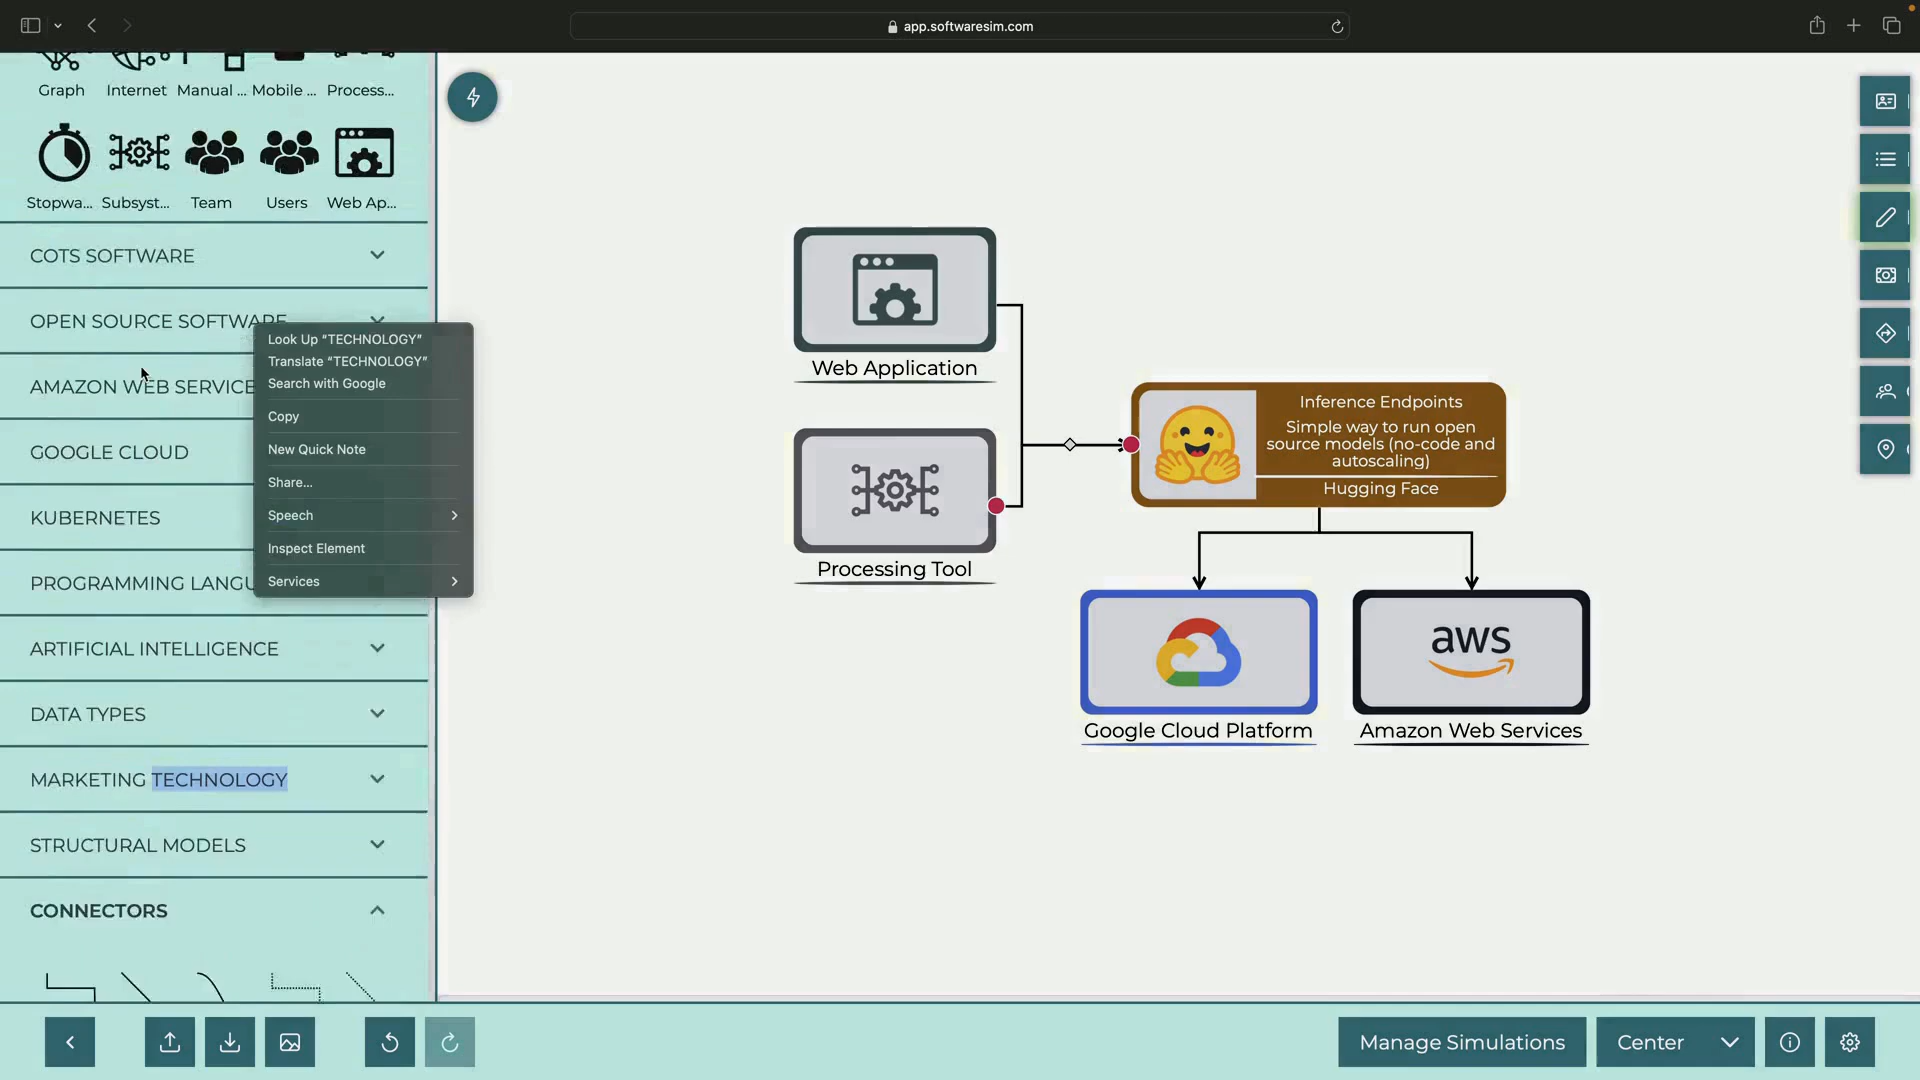 app.softwaresim.com
Graph
Internet
Manual ...
Mobile ...
Process...
Stopwa...
Subsyst...
Team
Users
Web Ap...
COTS SOFTWARE
OPEN SOURCE SOFTWARE
AMAZON WEB SERVICE
GOOGLE CLOUD
KUBERNETES
PROGRAMMING LANGU
ARTIFICIAL INTELLIGENCE
DATA TYPES
MARKETING TECHNOLOGY
STRUCTURAL MODELS
CONNECTORS
Look Up “TECHNOLOGY”
Translate “TECHNOLOGY”
Search with Google
Copy
New Quick Note
Share...
Speech
Inspect Element
Services
Web Application
Processing Tool
Inference Endpoints
Simple way to run open
source models (no-code and
autoscaling)
Hugging Face
Google Cloud Platform
aws
Amazon Web Services
Manage Simulations
Center